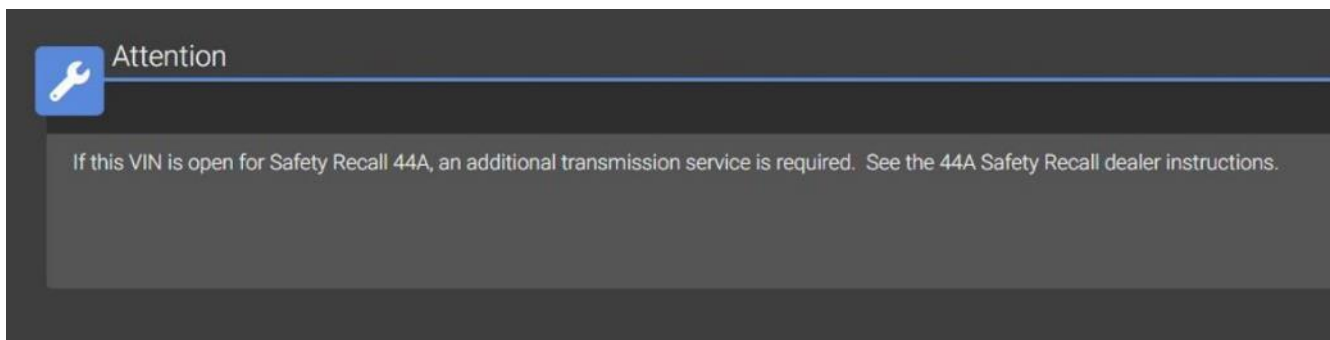 Attention
If this VIN is open for Safety Recall 44A, an additional transmission service is required.  See the 44A Safety Recall dealer instructions.